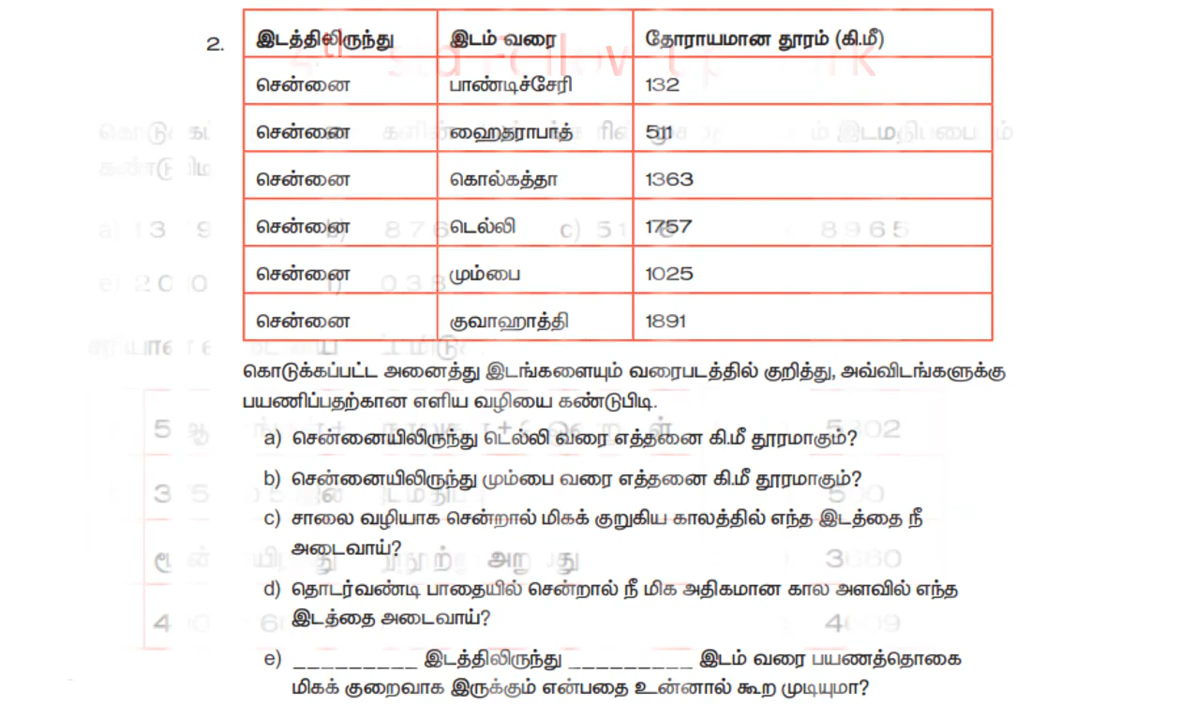 2.
இடத்திலிருந்து இடம் வரை தோராயமான தூரம் (கி.மீ)
சென்னை பாண்டிச்சேரி 132
சென்னை ஹைதராபாத் 511
சென்னை கொல்கத்தா 1363
சென்னை டெல்லி 1757
சென்னை மும்பை 1025
சென்னை குவாஹாத்தி 1891
கொடுக்கப்பட்ட அனைத்து இடங்களையும் வரைபடத்தில் குறித்து, அவ்விடங்களுக்கு
பயணிப்பதற்கான எளிய வழியை கண்டுபிடி.
a) சென்னையிலிருந்து டெல்லி வரை எத்தனை கி.மீ தூரமாகும்?
b) சென்னையிலிருந்து மும்பை வரை எத்தனை கி.மீ தூரமாகும்?
c) சாலை வழியாக சென்றால் மிகக் குறுகிய காலத்தில் எந்த இடத்தை நீ
அடைவாய்?
d) தொடர்வண்டி பாதையில் சென்றால் நீ மிக அதிகமான கால அளவில் எந்த
இடத்தை அடைவாய்?
e) _________ இடத்திலிருந்து _________ இடம் வரை பயணத்தொகை
மிகக் குறைவாக இருக்கும் என்பதை உன்னால் கூற முடியுமா?